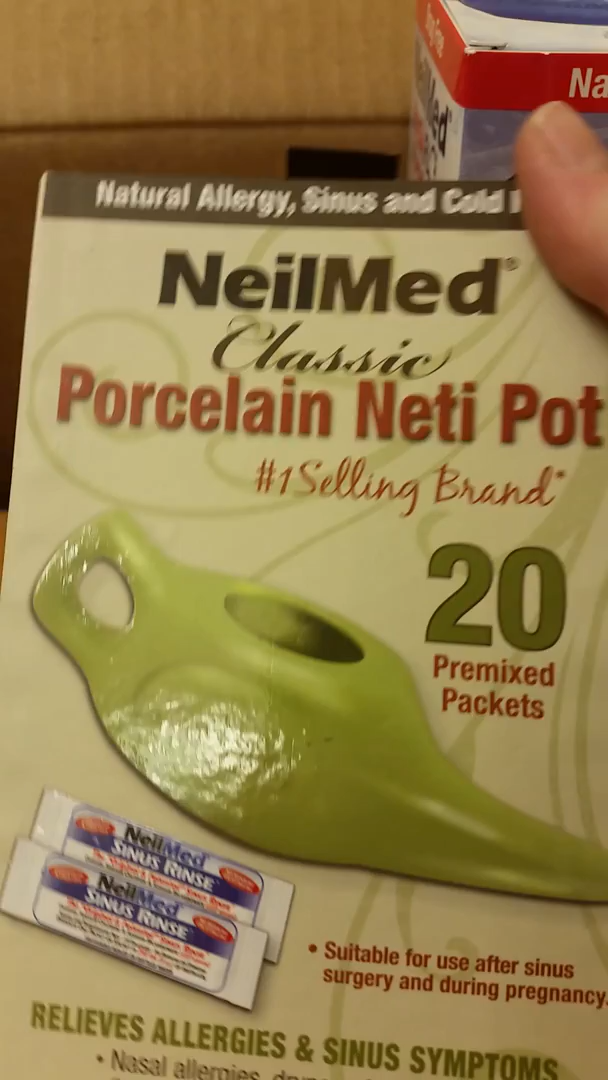 Na
Med®
Natural Allergy, Sinus and Cold
NeilMed®
Classic
Porcelain Neti Pot
#1 Selling Brand*
20
Premixed
Packets
NeilMed
SINUS RINSE
NeilMed
SINUS RINSE
• Suitable for use after sinus
surgery and during pregnancy.
RELIEVES ALLERGIES & SINUS SYMPTOMS
• Nasal allergies,